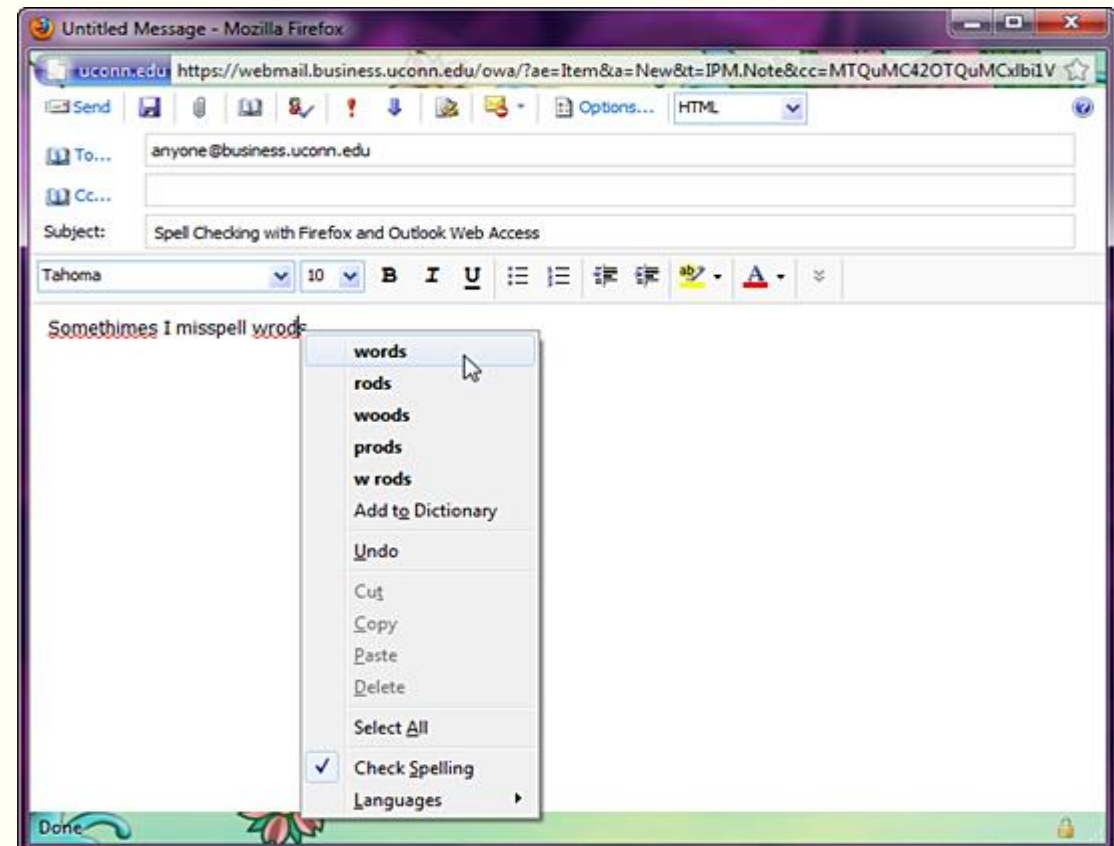 Untitled Message - Mozilla Firefox
uconn.edu https://webmail.business.uconn.edu/owa/?ae=Item&a=New&t=IPM.Note&cc=MTQuMC42OTQuMCxlbi1V
Send Options... HTML
To... anyone@business.uconn.edu
Cc...
Subject: Spell Checking with Firefox and Outlook Web Access
Tahoma 10 B I U ab A
Somethimes I misspell wrods
words
rods
woods
prods
w rods
Add to Dictionary
Undo
Cut
Copy
Paste
Delete
Select All
Check Spelling
Languages
Done